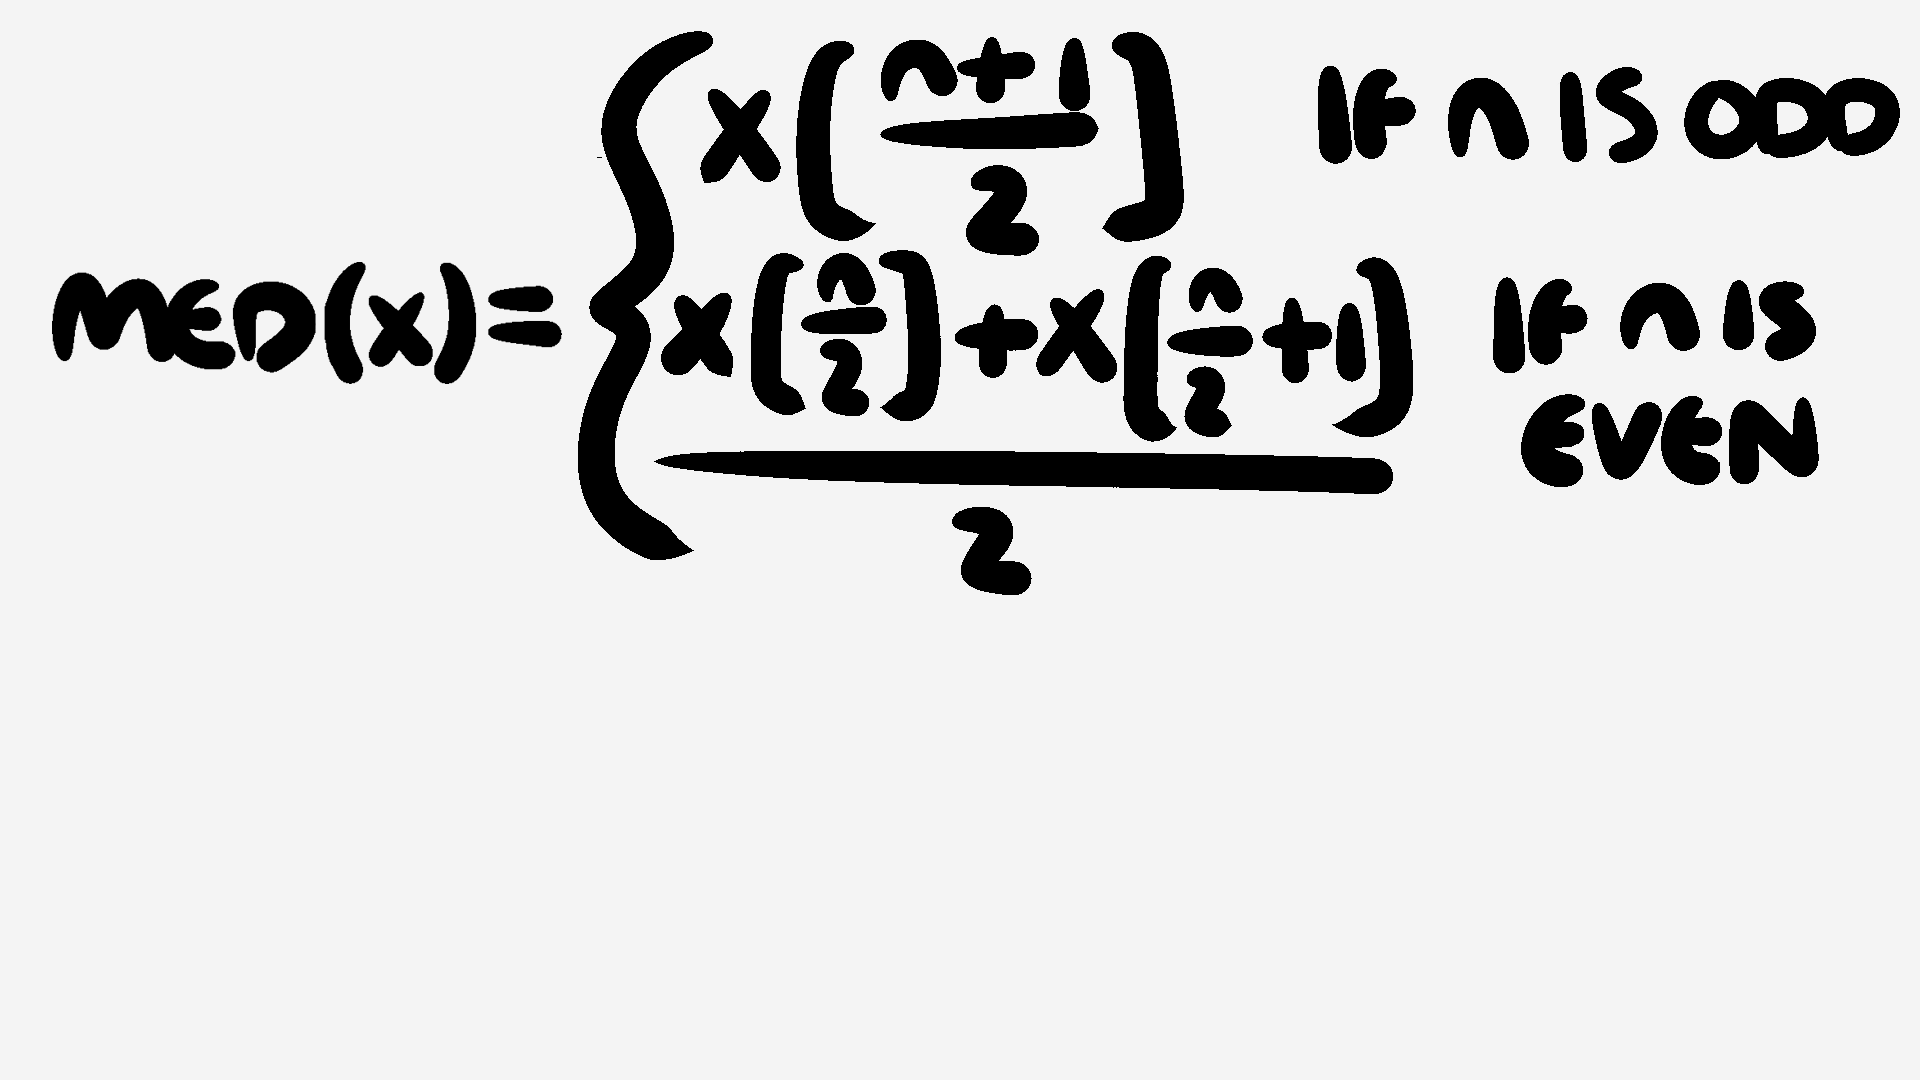 MED(x)= { x[n+1/2] IF n IS ODD
x[n/2]+x[n/2+1] IF n IS
EVEN
2